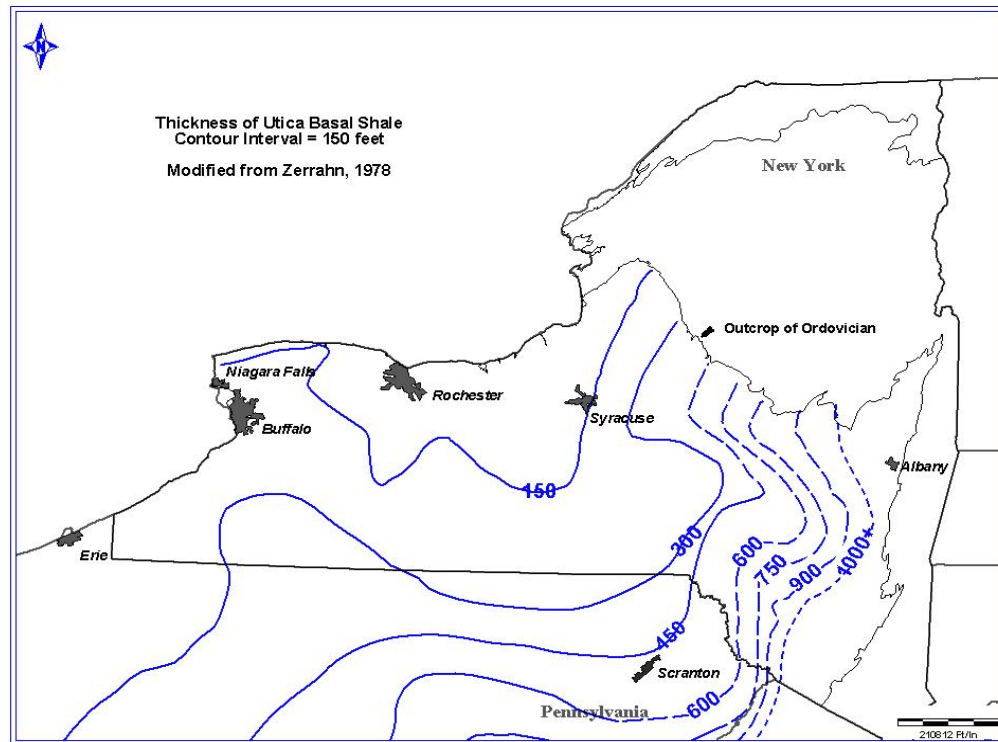 N
Thickness of Utica Basal Shale
Contour Interval = 150 feet
Modified from Zerrahn, 1978
New York
Outcrop of Ordovician
Niagara Falls
Rochester
Buffalo
Syracuse
Albany
150
300
600
750
900
1000+
Erie
450
Scranton
600
Pennsylvania
210812 Ft/In